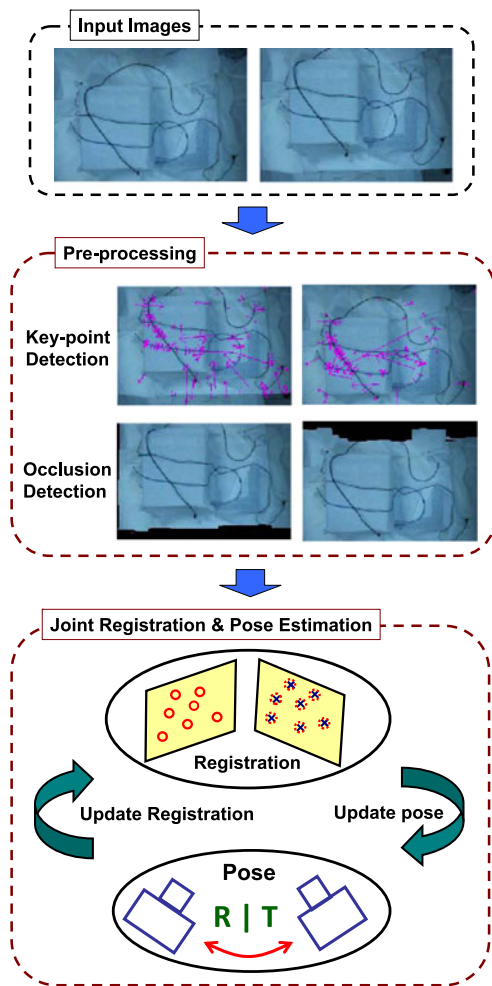 Input Images
Pre-processing
Key-point
Detection
Occlusion
Detection
Joint Registration & Pose Estimation
Registration
Update Registration
Update pose
Pose
R | T